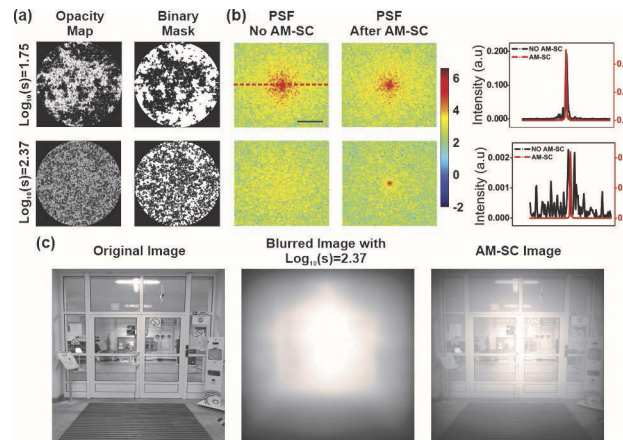 (a)
Opacity
Map
Binary
Mask
(b)
PSF
No AM-SC
PSF
After AM-SC
Log₁₀(s)=1.75
6
4
2
0
-2
Intensity (a.u)
0.200
0.100
0.000
NO AM-SC
AM-SC
Log₁₀(s)=2.37
Intensity (a.u)
0.002
0.001
0.000
NO AM-SC
AM-SC
(c)
Original Image
Blurred Image with
Log₁₀(s)=2.37
AM-SC Image